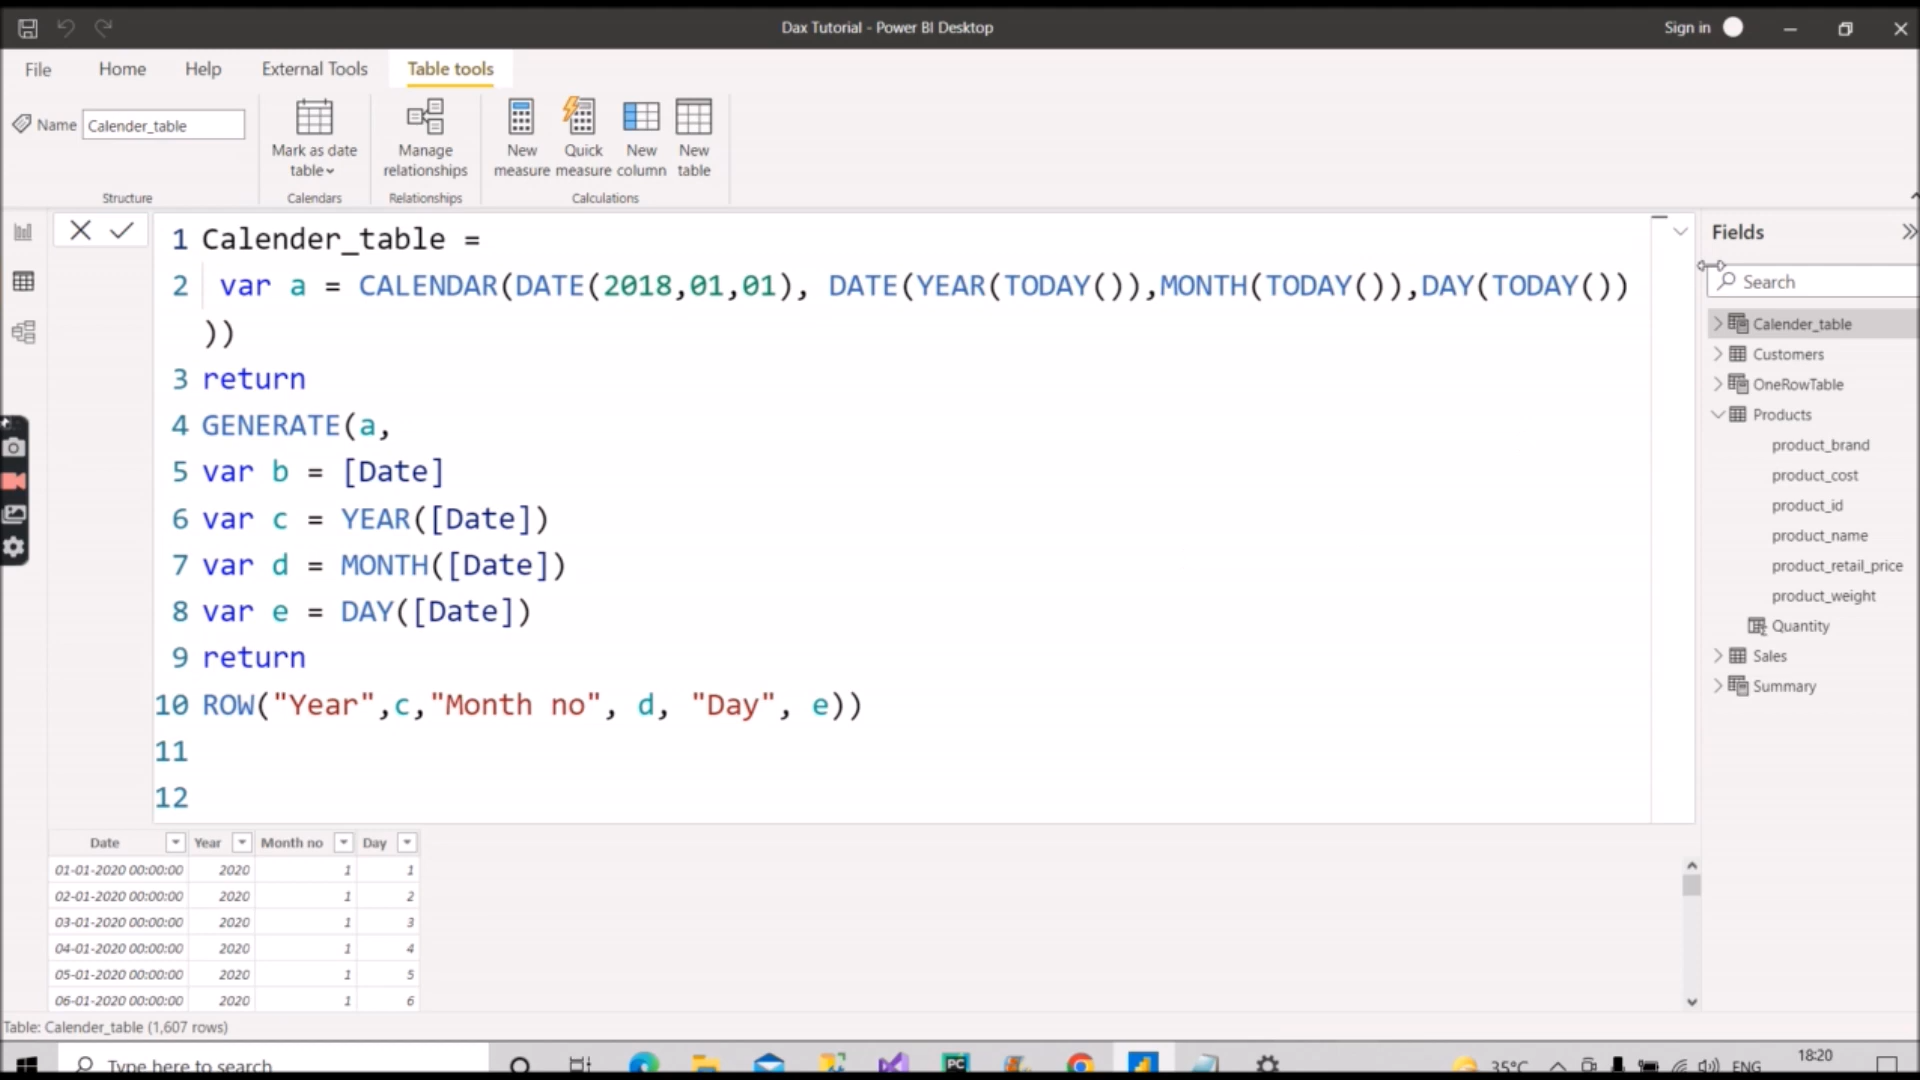 Dax Tutorial - Power BI Desktop
Sign in
File Home Help External Tools Table tools
Name Calender_table
Mark as date table
Manage relationships
New measure
Quick measure
New column
New table
Structure Calendars Relationships Calculations
1 Calender_table =
2 var a = CALENDAR(DATE(2018,01,01), DATE(YEAR(TODAY()),MONTH(TODAY()),DAY(TODAY())
))
3 return
4 GENERATE(a,
5 var b = [Date]
6 var c = YEAR([Date])
7 var d = MONTH([Date])
8 var e = DAY([Date])
9 return
10 ROW("Year",c,"Month no", d, "Day", e))
11
12
Fields
Search
Calender_table
Customers
OneRowTable
Products
product_brand
product_cost
product_id
product_name
product_retail_price
product_weight
Quantity
Sales
Summary
Date Year Month no Day
01-01-2020 00:00:00 2020 1 1
02-01-2020 00:00:00 2020 1 2
03-01-2020 00:00:00 2020 1 3
04-01-2020 00:00:00 2020 1 4
05-01-2020 00:00:00 2020 1 5
06-01-2020 00:00:00 2020 1 6
Table: Calender_table (1,607 rows)
Type here to search
PC
35°C
ENG
18:20